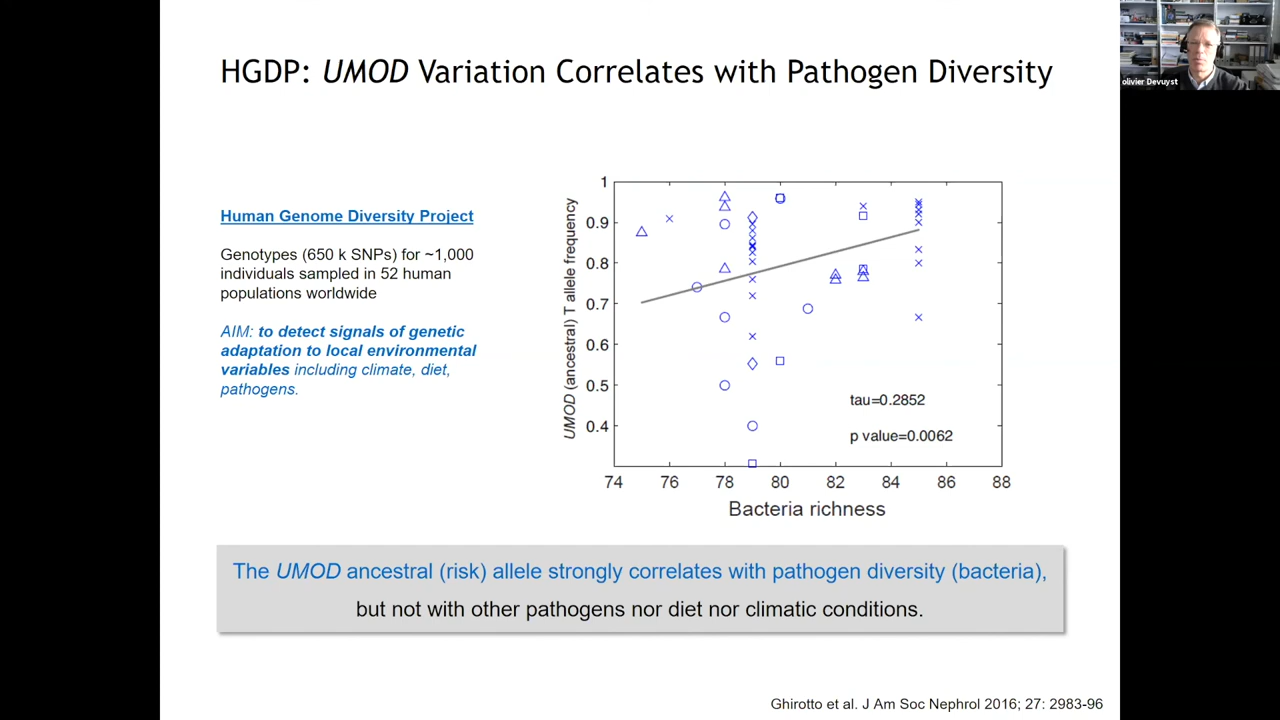 HGDP: UMOD Variation Correlates with Pathogen Diversity
olivier Devuyst
Human Genome Diversity Project
Genotypes (650 k SNPs) for ~1,000
individuals sampled in 52 human
populations worldwide
AIM: to detect signals of genetic
adaptation to local environmental
variables including climate, diet,
pathogens.
UMOD (ancestral) T allele frequency
1
0.9
0.8
0.7
0.6
0.5
0.4
tau=0.2852
p value=0.0062
74 76 78 80 82 84 86 88
Bacteria richness
The UMOD ancestral (risk) allele strongly correlates with pathogen diversity (bacteria),
but not with other pathogens nor diet nor climatic conditions.
Ghirotto et al. J Am Soc Nephrol 2016; 27: 2983-96